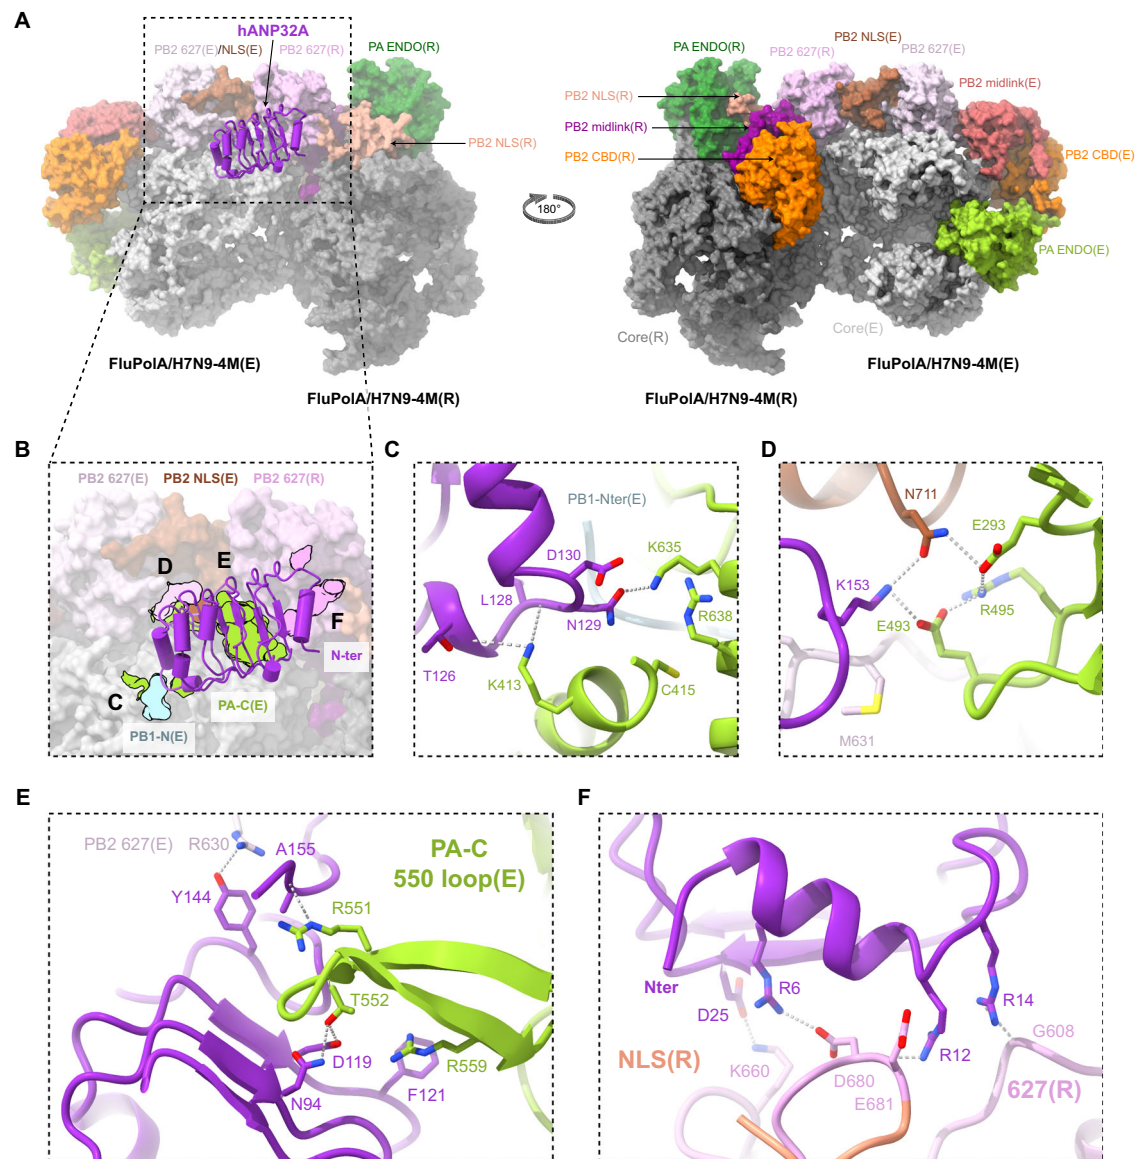 A
hANP32A
PB2 627(E)/NLS(E)
PB2 627(R)
PA ENDO(R)
PB2 NLS(R)
FluPolA/H7N9-4M(E)
FluPolA/H7N9-4M(R)
180°
PA ENDO(R)
PB2 627(R)
PB2 NLS(E)
PB2 627(E)
PB2 midlink(E)
PB2 NLS(R)
PB2 midlink(R)
PB2 CBD(R)
PB2 CBD(E)
PA ENDO(E)
Core(R)
Core(E)
FluPolA/H7N9-4M(E)
FluPolA/H7N9-4M(R)
B
PB2 627(E)
PB2 NLS(E)
PB2 627(R)
D
E
F
N-ter
C
PA-C(E)
PB1-N(E)
C
PB1-Nter(E)
D130
K635
L128
N129
R638
T126
K413
C415
D
N711
E293
K153
R495
E493
M631
E
PB2 627(E)
R630
A155
PA-C
550 loop(E)
Y144
R551
T552
D119
R559
N94
F121
F
Nter
R6
R14
D25
G608
R12
NLS(R)
K660
D680
E681
627(R)